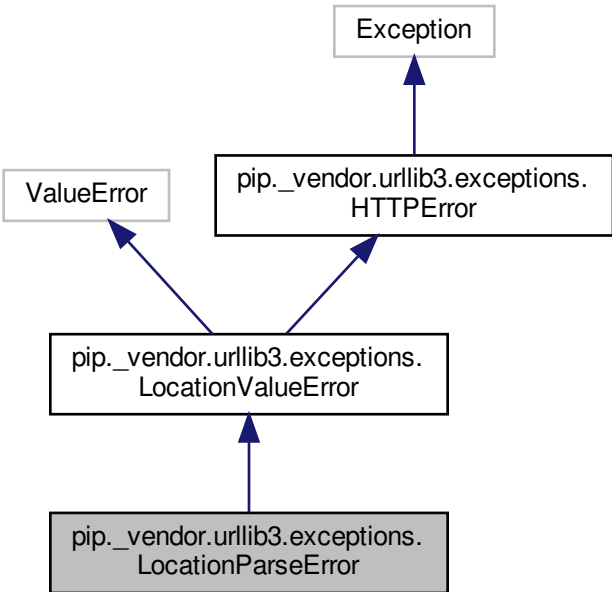 Exception
pip._vendor.urllib3.exceptions.
HTTPError
ValueError
pip._vendor.urllib3.exceptions.
LocationValueError
pip._vendor.urllib3.exceptions.
LocationParseError